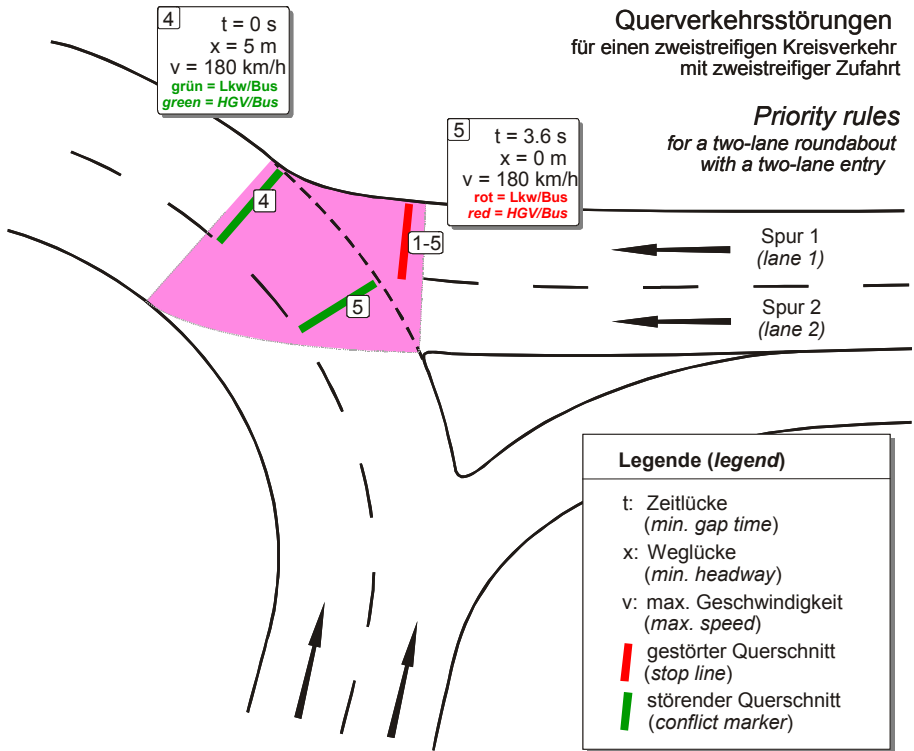 4
t = 0 s
x = 5 m
v = 180 km/h
grün = Lkw/Bus
green = HGV/Bus
Querverkehrsstörungen
für einen zweistreifigen Kreisverkehr
mit zweistreifiger Zufahrt
Priority rules
for a two-lane roundabout
with a two-lane entry
5
t = 3.6 s
x = 0 m
v = 180 km/h
rot = Lkw/Bus
red = HGV/Bus
4
1-5
5
Spur 1
(lane 1)
Spur 2
(lane 2)
Legende (legend)
t: Zeitlücke
(min. gap time)
x: Weglücke
(min. headway)
v: max. Geschwindigkeit
(max. speed)
gestörter Querschnitt
(stop line)
störender Querschnitt
(conflict marker)